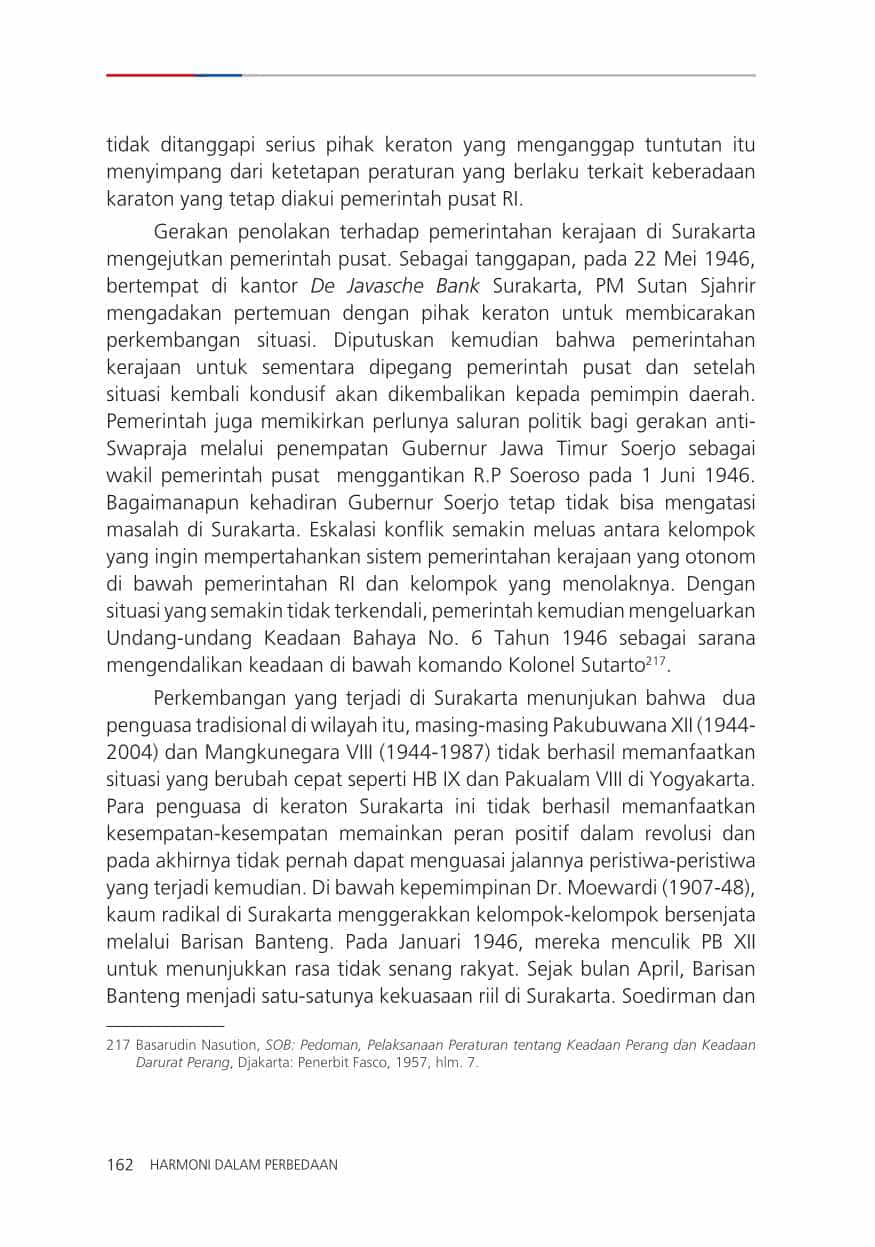 tidak ditanggapi serius pihak keraton yang menganggap tuntutan itu
menyimpang dari ketetapan peraturan yang berlaku terkait keberadaan
karaton yang tetap diakui pemerintah pusat RI.
Gerakan penolakan terhadap pemerintahan kerajaan di Surakarta
mengejutkan pemerintah pusat. Sebagai tanggapan, pada 22 Mei 1946,
bertempat di kantor De Javasche Bank Surakarta, PM Sutan Sjahrir
mengadakan pertemuan dengan pihak keraton untuk membicarakan
perkembangan situasi. Diputuskan kemudian bahwa pemerintahan
kerajaan untuk sementara dipegang pemerintah pusat dan setelah
situasi kembali kondusif akan dikembalikan kepada pemimpin daerah.
Pemerintah juga memikirkan perlunya saluran politik bagi gerakan anti-
Swapraja melalui penempatan Gubernur Jawa Timur Soerjo sebagai
wakil pemerintah pusat  menggantikan R.P Soeroso pada 1 Juni 1946.
Bagaimanapun kehadiran Gubernur Soerjo tetap tidak bisa mengatasi
masalah di Surakarta. Eskalasi konflik semakin meluas antara kelompok
yang ingin mempertahankan sistem pemerintahan kerajaan yang otonom
di bawah pemerintahan RI dan kelompok yang menolaknya. Dengan
situasi yang semakin tidak terkendali, pemerintah kemudian mengeluarkan
Undang-undang Keadaan Bahaya No. 6 Tahun 1946 sebagai sarana
mengendalikan keadaan di bawah komando Kolonel Sutarto217.
Perkembangan yang terjadi di Surakarta menunjukan bahwa  dua
penguasa tradisional di wilayah itu, masing-masing Pakubuwana XII (1944-
2004) dan Mangkunegara VIII (1944-1987) tidak berhasil memanfaatkan
situasi yang berubah cepat seperti HB IX dan Pakualam VIII di Yogyakarta.
Para penguasa di keraton Surakarta ini tidak berhasil memanfaatkan
kesempatan-kesempatan memainkan peran positif dalam revolusi dan
pada akhirnya tidak pernah dapat menguasai jalannya peristiwa-peristiwa
yang terjadi kemudian. Di bawah kepemimpinan Dr. Moewardi (1907-48),
kaum radikal di Surakarta menggerakkan kelompok-kelompok bersenjata
melalui Barisan Banteng. Pada Januari 1946, mereka menculik PB XII
untuk menunjukkan rasa tidak senang rakyat. Sejak bulan April, Barisan
Banteng menjadi satu-satunya kekuasaan riil di Surakarta. Soedirman dan
217 Basarudin Nasution, SOB: Pedoman, Pelaksanaan Peraturan tentang Keadaan Perang dan Keadaan
Darurat Perang, Djakarta: Penerbit Fasco, 1957, hlm. 7.
162 HARMONI DALAM PERBEDAAN